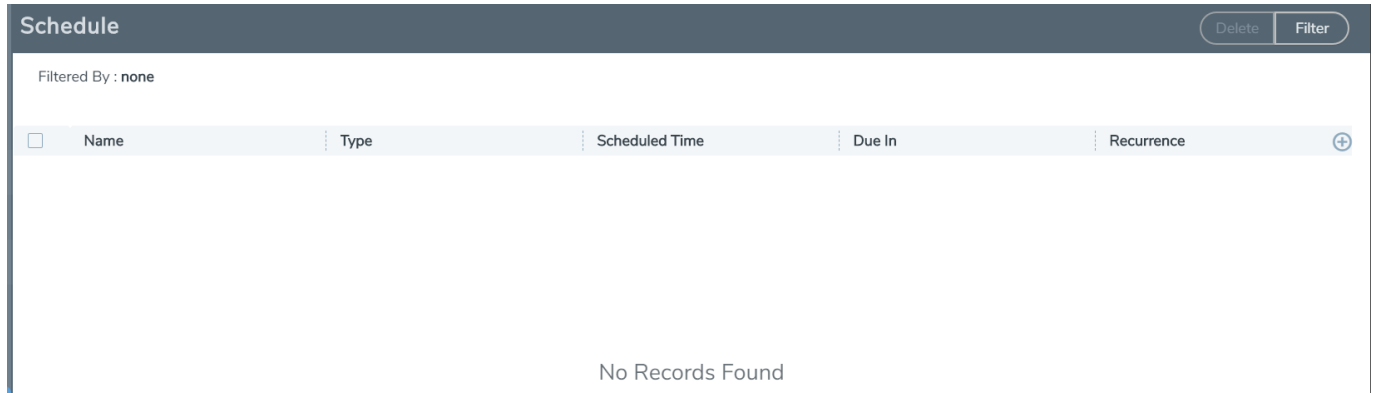 Schedule
Delete Filter
Filtered By : none
Name Type Scheduled Time Due In Recurrence
No Records Found